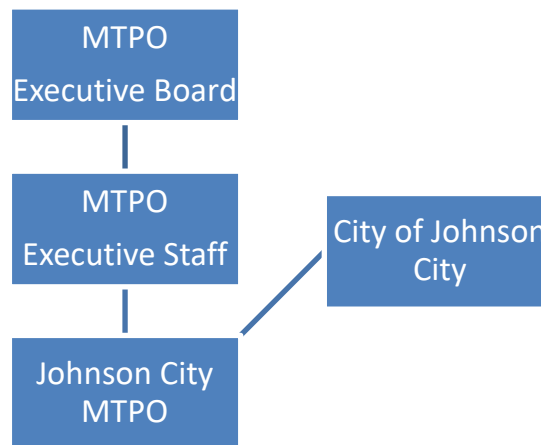 MTPO
Executive Board
MTPO
Executive Staff
City of Johnson
City
Johnson City
MTPO